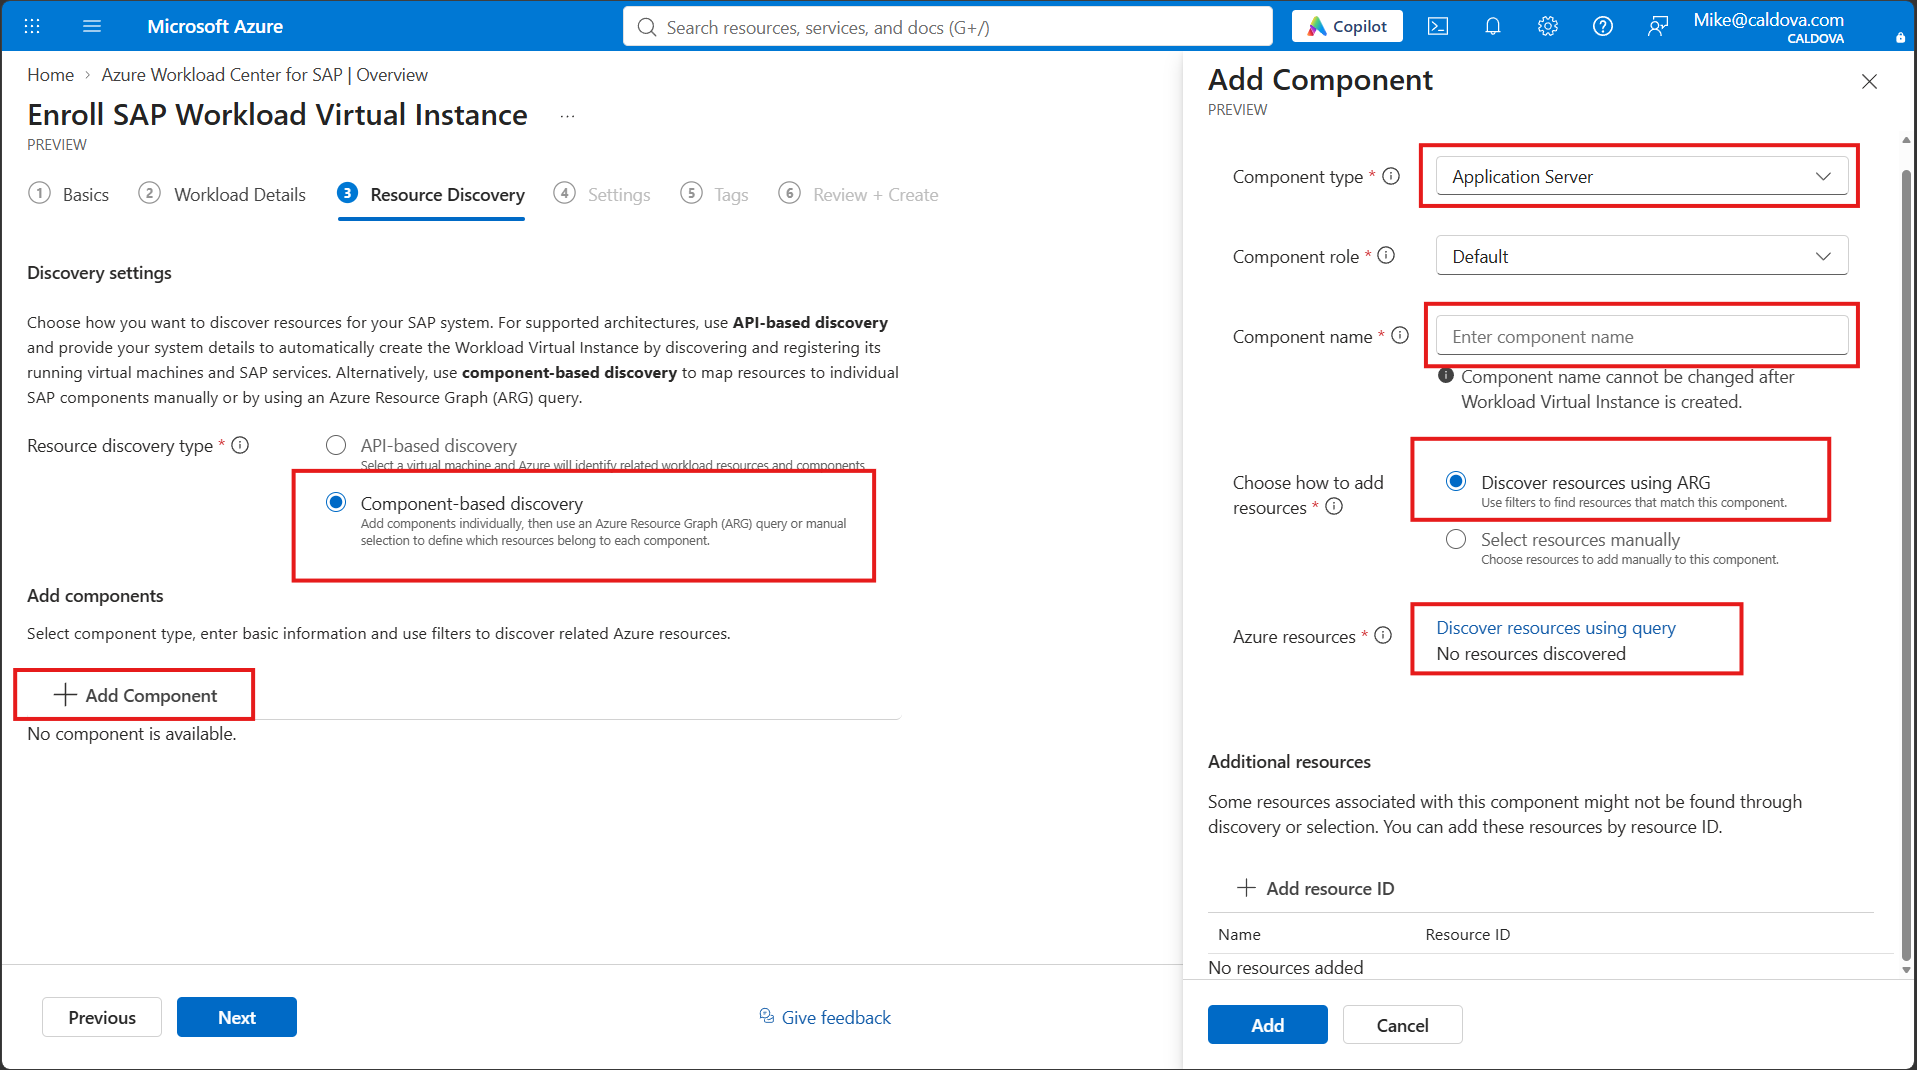 Microsoft Azure
Search resources, services, and docs (G+/)
Copilot
Mike@caldova.com
CALDOVA
Home › Azure Workload Center for SAP | Overview
Enroll SAP Workload Virtual Instance ...
PREVIEW
1 Basics
2 Workload Details
3 Resource Discovery
4 Settings
5 Tags
6 Review + Create
Discovery settings
Choose how you want to discover resources for your SAP system. For supported architectures, use API-based discovery
and provide your system details to automatically create the Workload Virtual Instance by discovering and registering its
running virtual machines and SAP services. Alternatively, use component-based discovery to map resources to individual
SAP components manually or by using an Azure Resource Graph (ARG) query.
Resource discovery type *
API-based discovery
Select a virtual machine and Azure will identify related workload resources and components
Component-based discovery
Add components individually, then use an Azure Resource Graph (ARG) query or manual
selection to define which resources belong to each component.
Add components
Select component type, enter basic information and use filters to discover related Azure resources.
+ Add Component
No component is available.
Previous
Next
Give feedback
Add Component
PREVIEW
Component type *
Application Server
Component role *
Default
Component name *
Enter component name
Component name cannot be changed after
Workload Virtual Instance is created.
Choose how to add
resources *
Discover resources using ARG
Use filters to find resources that match this component.
Select resources manually
Choose resources to add manually to this component.
Azure resources *
Discover resources using query
No resources discovered
Additional resources
Some resources associated with this component might not be found through
discovery or selection. You can add these resources by resource ID.
+ Add resource ID
Name
Resource ID
No resources added
Add
Cancel